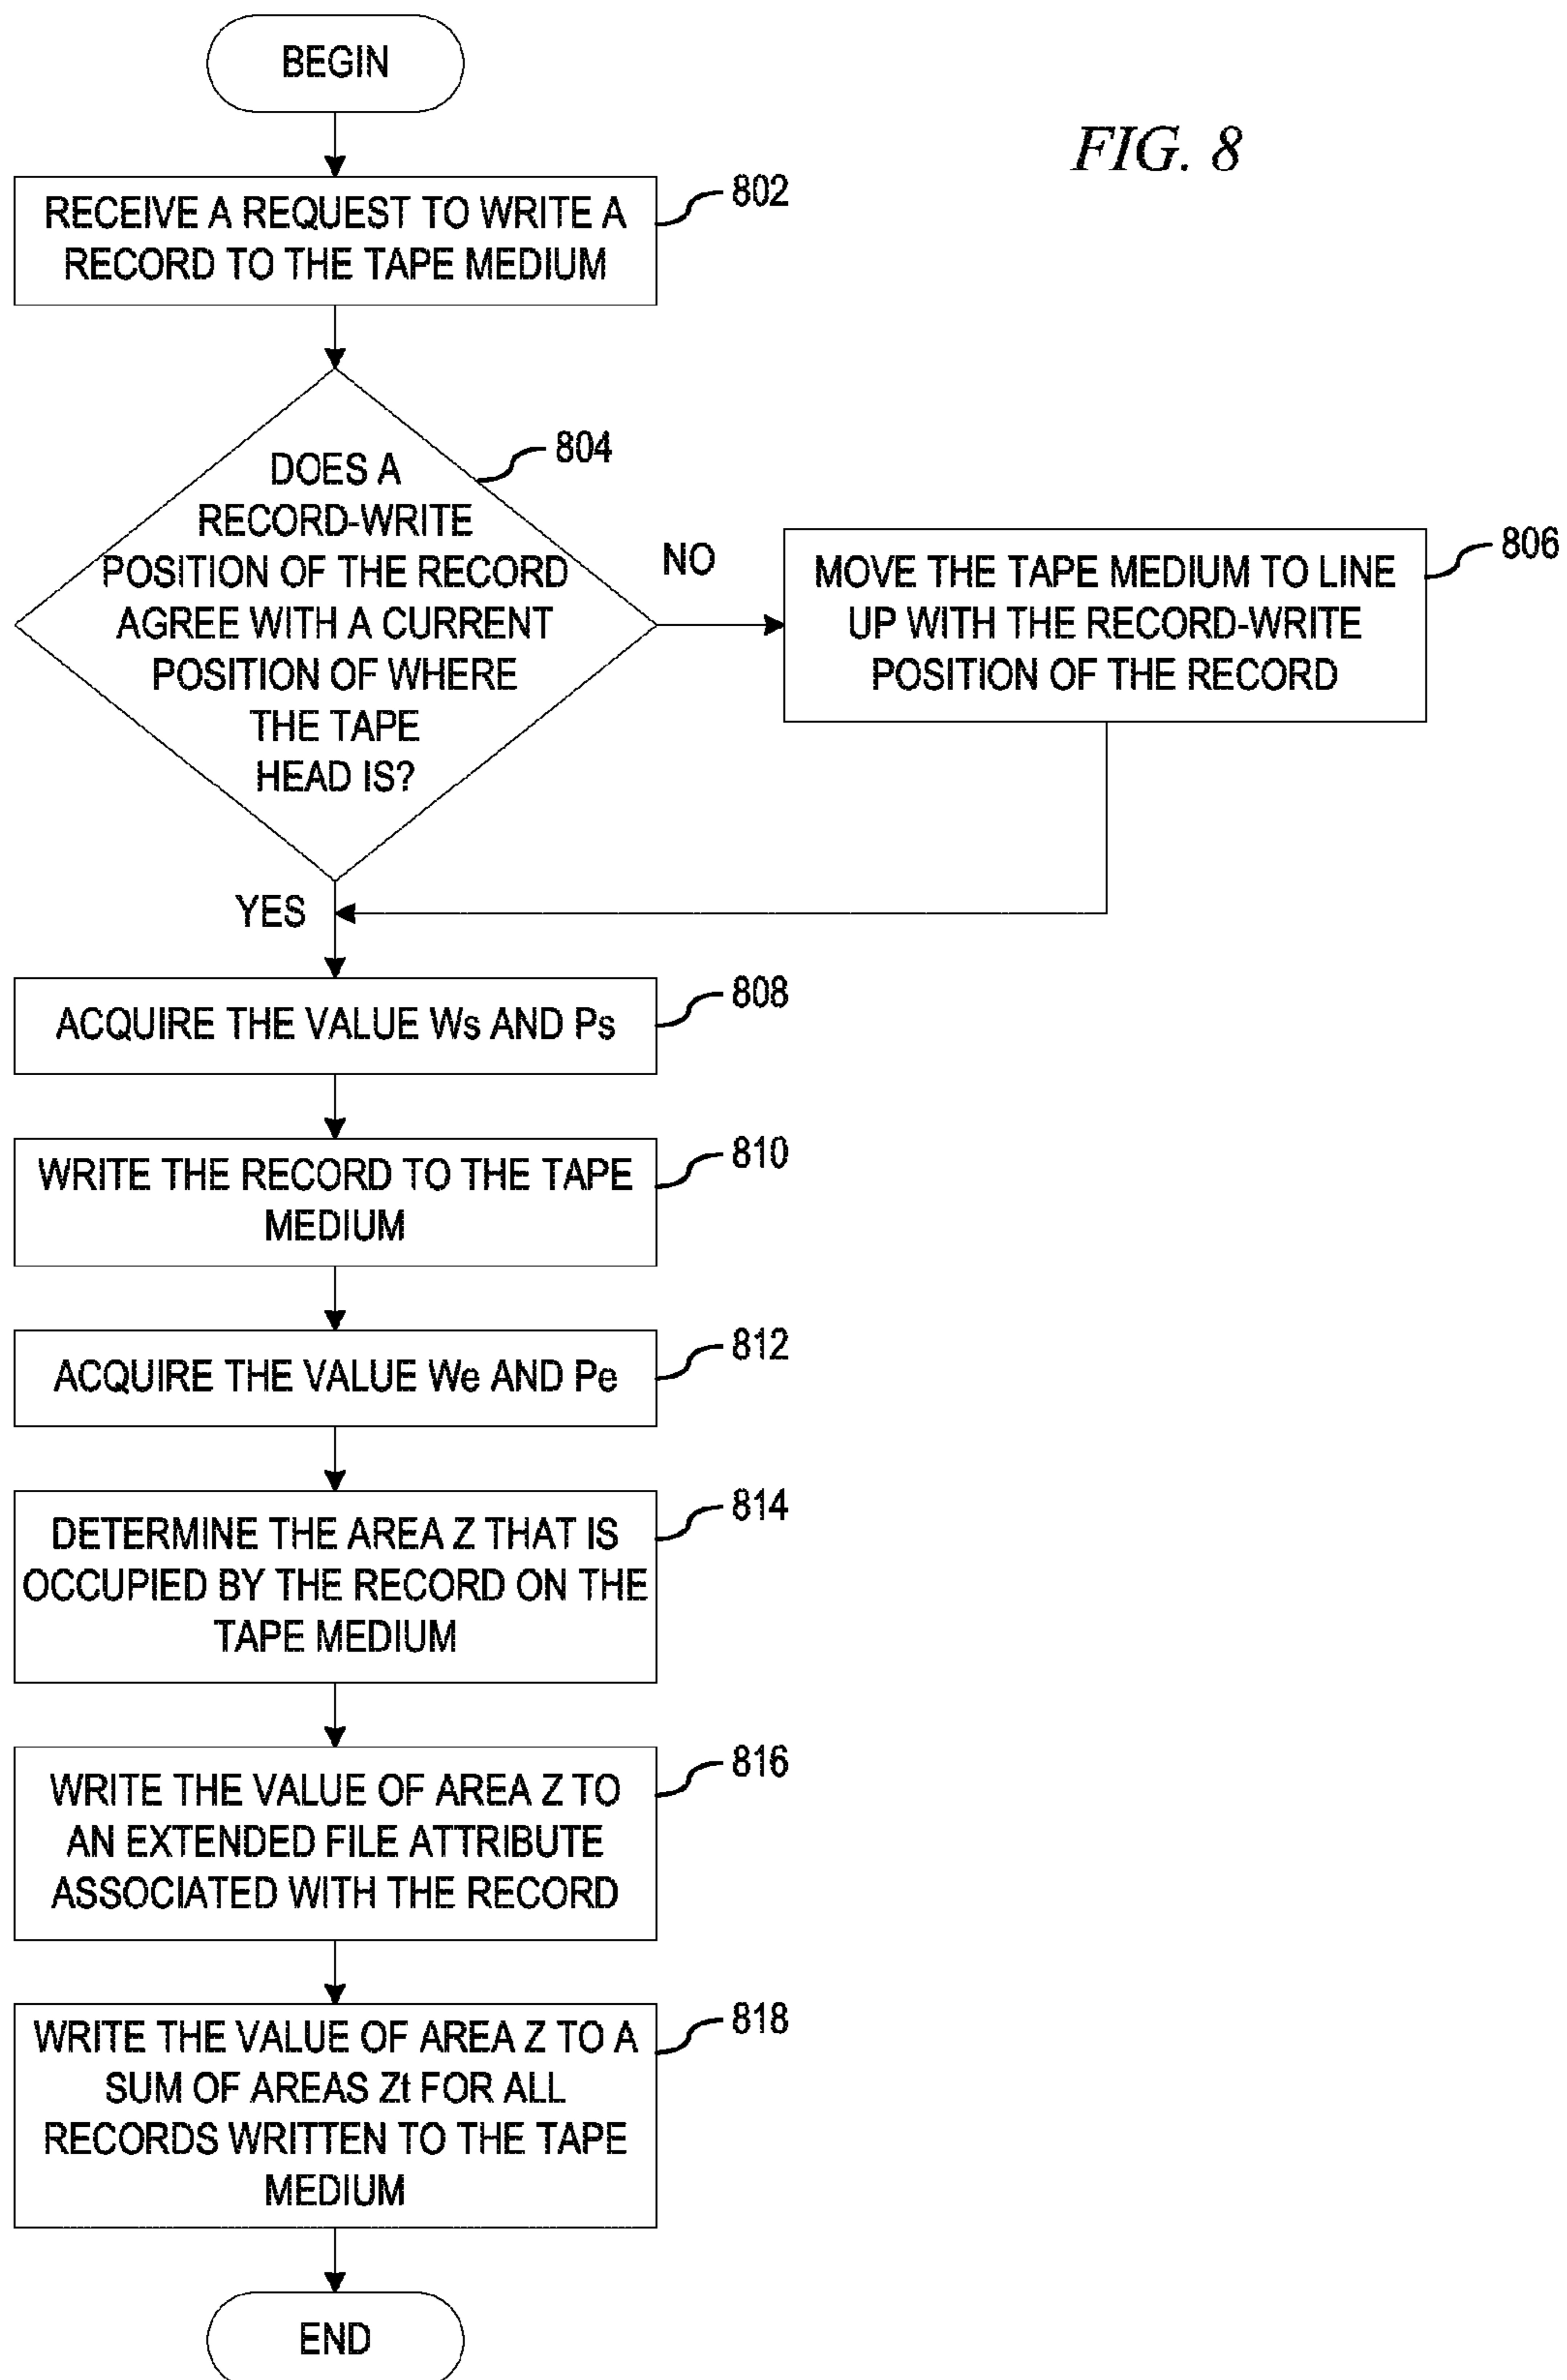 BEGIN
FIG. 8
802
RECEIVE A REQUEST TO WRITE A
RECORD TO THE TAPE MEDIUM
804
DOES A
RECORD-WRITE
POSITION OF THE RECORD
AGREE WITH A CURRENT
POSITION OF WHERE
THE TAPE
HEAD IS?
NO
806
MOVE THE TAPE MEDIUM TO LINE
UP WITH THE RECORD-WRITE
POSITION OF THE RECORD
YES
808
ACQUIRE THE VALUE Ws AND Ps
810
WRITE THE RECORD TO THE TAPE
MEDIUM
812
ACQUIRE THE VALUE We AND Pe
814
DETERMINE THE AREA Z THAT IS
OCCUPIED BY THE RECORD ON THE
TAPE MEDIUM
816
WRITE THE VALUE OF AREA Z TO
AN EXTENDED FILE ATTRIBUTE
ASSOCIATED WITH THE RECORD
818
WRITE THE VALUE OF AREA Z TO A
SUM OF AREAS Zt FOR ALL
RECORDS WRITTEN TO THE TAPE
MEDIUM
END